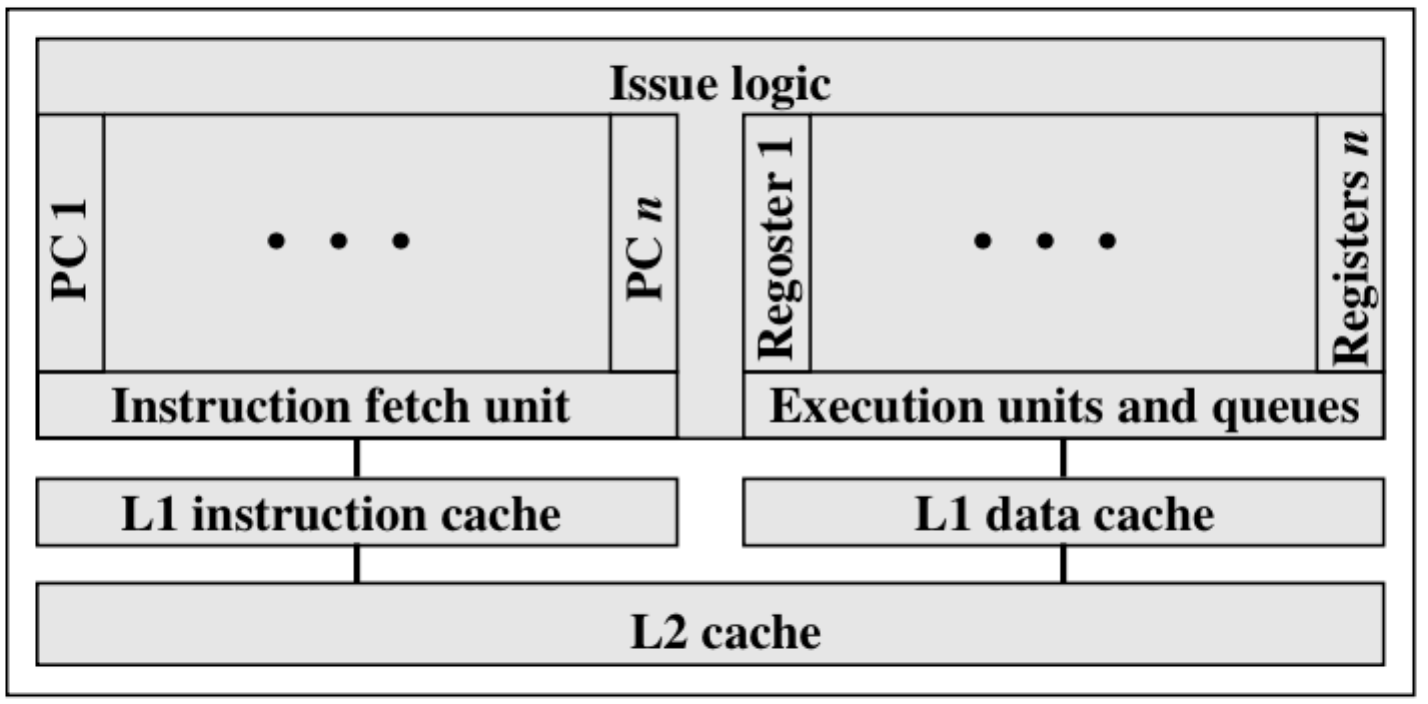 Issue logic
PC 1
PC n
Regoster 1
Registers n
Instruction fetch unit
Execution units and queues
L1 instruction cache
L1 data cache
L2 cache